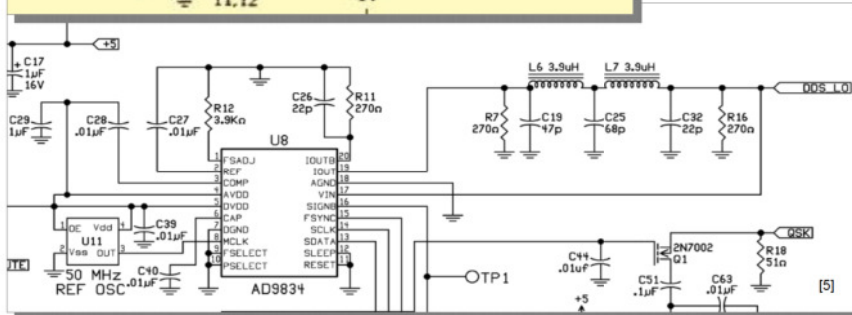 11,12
+5
C17
1µF
16V
C29
1µF
C28
.01µF
C27
.01µF
R12
3.9KΩ
C26
22p
R11
270Ω
U8
1 FSADJ
2 REF
3 COMP
4 AVDD
5 DVDD
6 CAP
7 DGND
8 MCLK
9 FSELECT
10 PSELECT
IOUTB 20
IOUT 19
AGND 18
VIN 17
SIGNB 16
FSYNC 15
SCLK 14
SDATA 13
SLEEP 12
RESET 11
AD9834
1 OE Vdd 4
2 Vss OUT 3
U11
50 MHz
REF OSC
C39
.01µF
C40
.01µF
UTE
L6 3.9uH
L7 3.9uH
R7
270Ω
C19
47p
C25
68p
C32
22p
R16
270Ω
DDS_LO
TP1
C44
.01uF
2N7002
Q1
QSK
R18
51Ω
C51
.1µF
C63
.01µF
+5
[5]